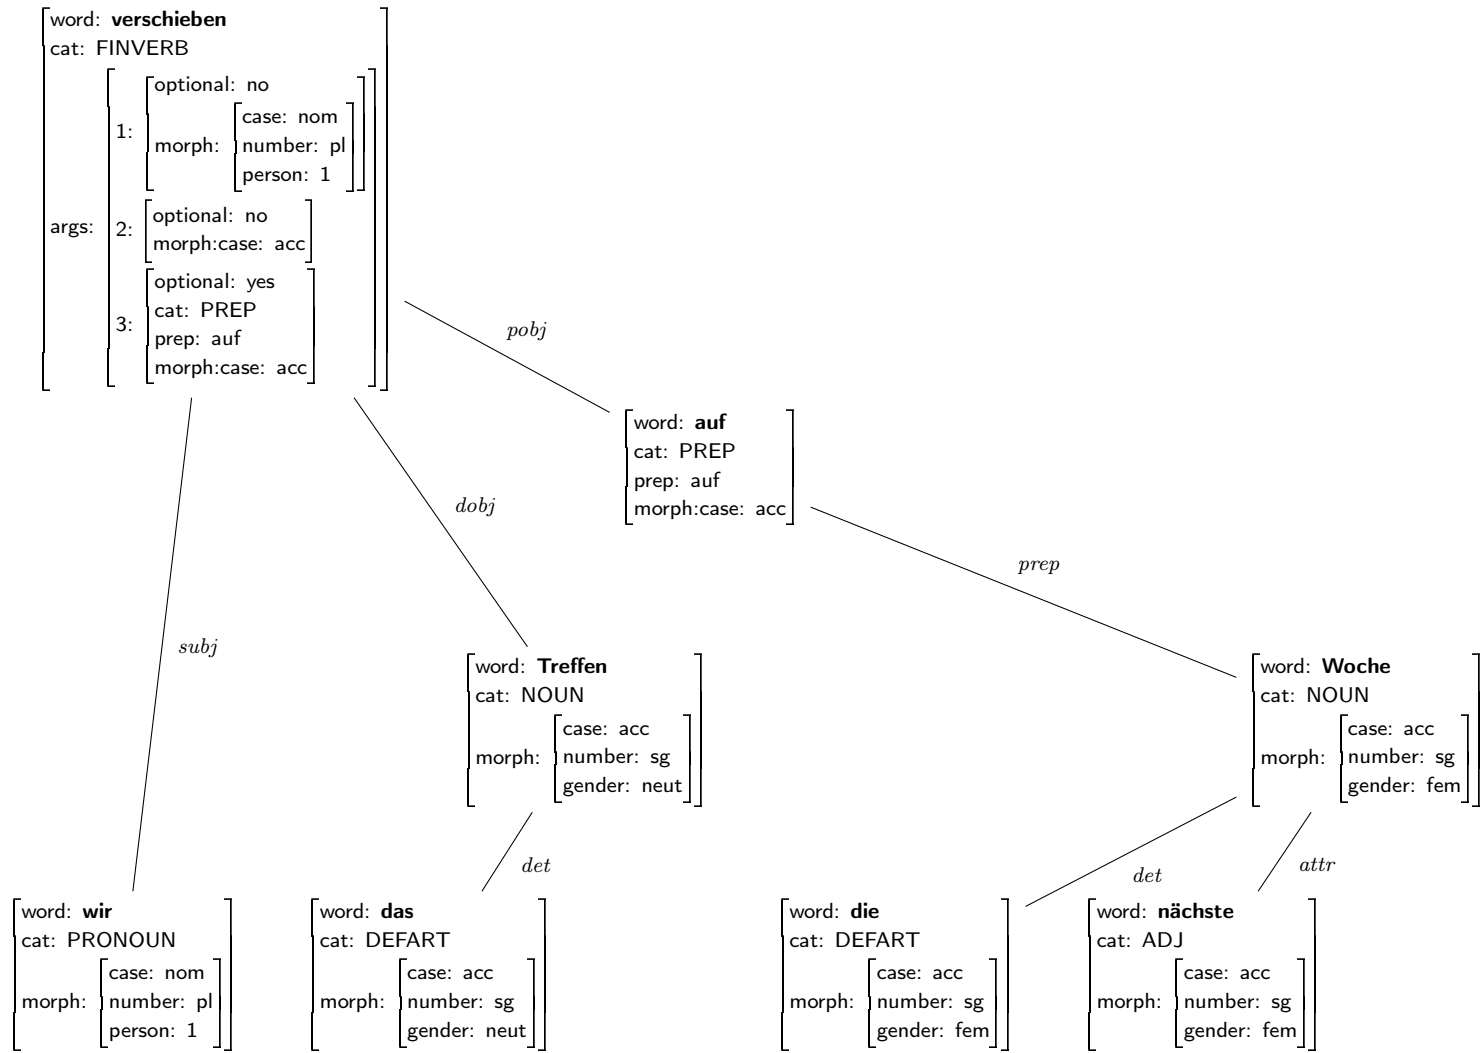 word: verschieben
cat: FINVERB
args:
1:
optional: no
morph:
case: nom
number: pl
person: 1
2:
optional: no
morph:case: acc
3:
optional: yes
cat: PREP
prep: auf
morph:case: acc
pobj
word: auf
cat: PREP
prep: auf
morph:case: acc
dobj
prep
subj
word: Treffen
cat: NOUN
morph:
case: acc
number: sg
gender: neut
word: Woche
cat: NOUN
morph:
case: acc
number: sg
gender: fem
det
det
attr
word: wir
cat: PRONOUN
morph:
case: nom
number: pl
person: 1
word: das
cat: DEFART
morph:
case: acc
number: sg
gender: neut
word: die
cat: DEFART
morph:
case: acc
number: sg
gender: fem
word: nächste
cat: ADJ
morph:
case: acc
number: sg
gender: fem